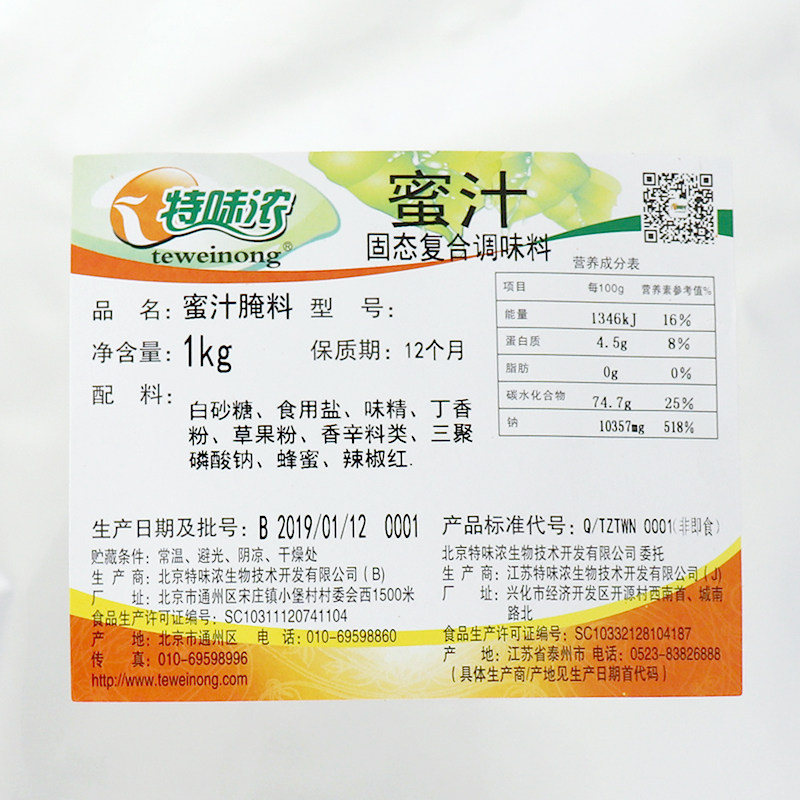 特味浓
teweinong®
蜜汁
固态复合调味料
品 名：蜜汁腌料 型 号：
净含量：1kg 保质期：12个月
配 料：
白砂糖、食用盐、味精、丁香
粉、草果粉、香辛料类、三聚
磷酸钠、蜂蜜、辣椒红.
营养成分表
项目 每100g 营养素参考值%
能量 1346kJ 16%
蛋白质 4.5g 8%
脂肪 0g 0%
碳水化合物 74.7g 25%
钠 10357mg 518%
生产日期及批号：B 2019/01/12 0001
贮藏条件：常温、避光、阴凉、干燥处
生 产 商：北京特味浓生物技术开发有限公司（B）
厂 址：北京市通州区宋庄镇小堡村村委会西1500米
食品生产许可证编号：SC10311120741104
产 地：北京市通州区 电 话：010-69598860
传 真：010-69598996
http://www.teweinong.com
产品标准代号：Q/TZTWN 0001(非即食)
北京特味浓生物技术开发有限公司 委托
生 产 商：江苏特味浓生物技术开发有限公司（J）
厂 址：兴化市经济开发区开源村西南首、城南
路北
食品生产许可证编号：SC10332128104187
产 地：江苏省泰州市 电话：0523-83826888
（具体生产商/产地见生产日期首代码）